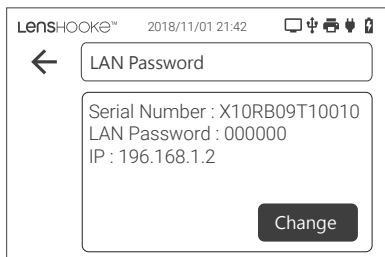 LENSHOOKE™ 2018/11/01 21:42
LAN Password
Serial Number : X10RB09T10010
LAN Password : 000000
IP : 196.168.1.2
Change